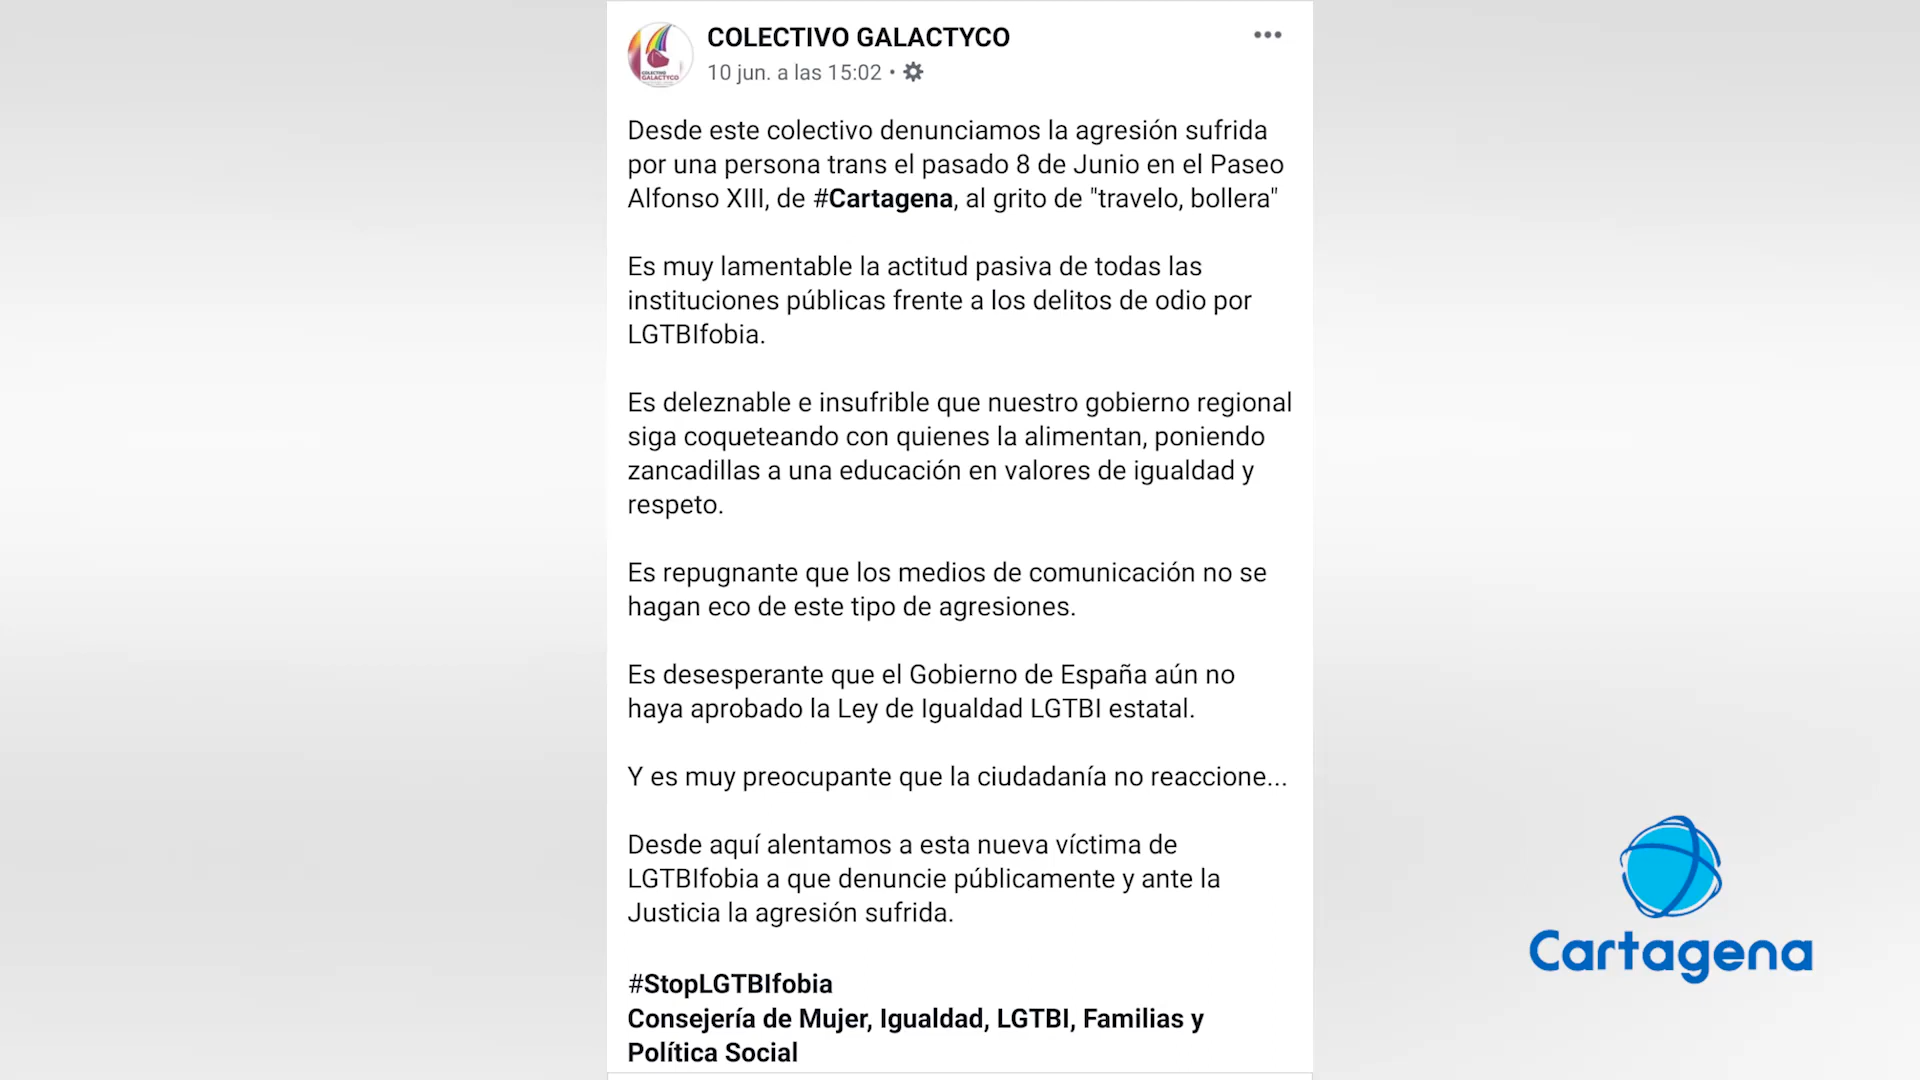 COLECTIVO GALACTYCO
10 jun. a las 15:02 •
Desde este colectivo denunciamos la agresión sufrida
por una persona trans el pasado 8 de Junio en el Paseo
Alfonso XIII, de #Cartagena, al grito de "travelo, bollera"
Es muy lamentable la actitud pasiva de todas las
instituciones públicas frente a los delitos de odio por
LGTBIfobia.
Es deleznable e insufrible que nuestro gobierno regional
siga coqueteando con quienes la alimentan, poniendo
zancadillas a una educación en valores de igualdad y
respeto.
Es repugnante que los medios de comunicación no se
hagan eco de este tipo de agresiones.
Es desesperante que el Gobierno de España aún no
haya aprobado la Ley de Igualdad LGTBI estatal.
Y es muy preocupante que la ciudadanía no reaccione...
Desde aquí alentamos a esta nueva víctima de
LGTBIfobia a que denuncie públicamente y ante la
Justicia la agresión sufrida.
#StopLGTBIfobia
Consejería de Mujer, Igualdad, LGTBI, Familias y
Política Social
COLECTIVO
GALACTYCO
Cartagena